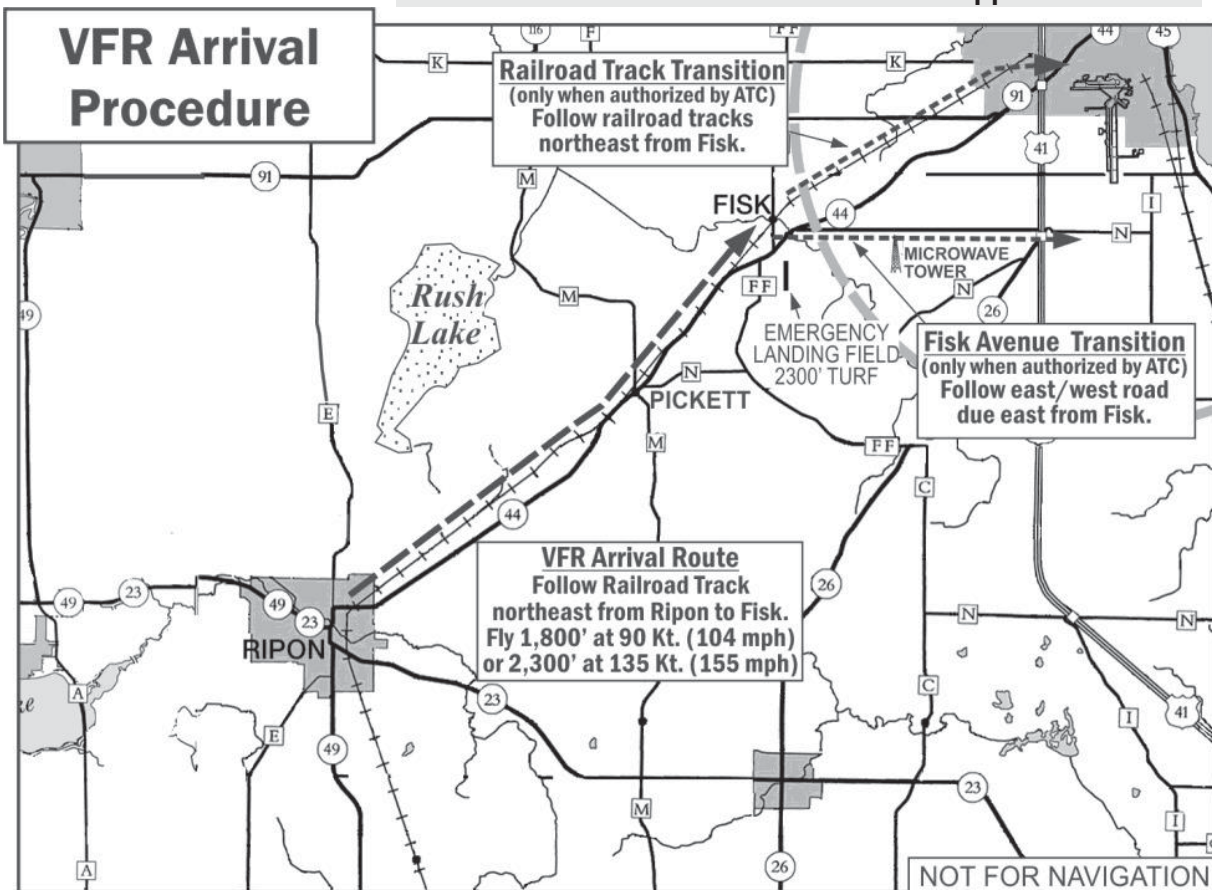 VFR Arrival
Procedure
116
F
FF
44
45
K
K
Railroad Track Transition
(only when authorized by ATC)
Follow railroad tracks
northeast from Fisk.
91
41
91
M
FISK
44
I
N
MICROWAVE
TOWER
Rush
Lake
M
FF
N
26
49
EMERGENCY
LANDING FIELD
2300' TURF
Fisk Avenue Transition
(only when authorized by ATC)
Follow east/west road
due east from Fisk.
N
PICKETT
E
M
FF
C
44
VFR Arrival Route
Follow Railroad Track
northeast from Ripon to Fisk.
Fly 1,800' at 90 Kt. (104 mph)
or 2,300' at 135 Kt. (155 mph)
26
49
23
49
23
RIPON
N
N
A
23
C
E
49
I
41
M
23
I
A
26
NOT FOR NAVIGATION